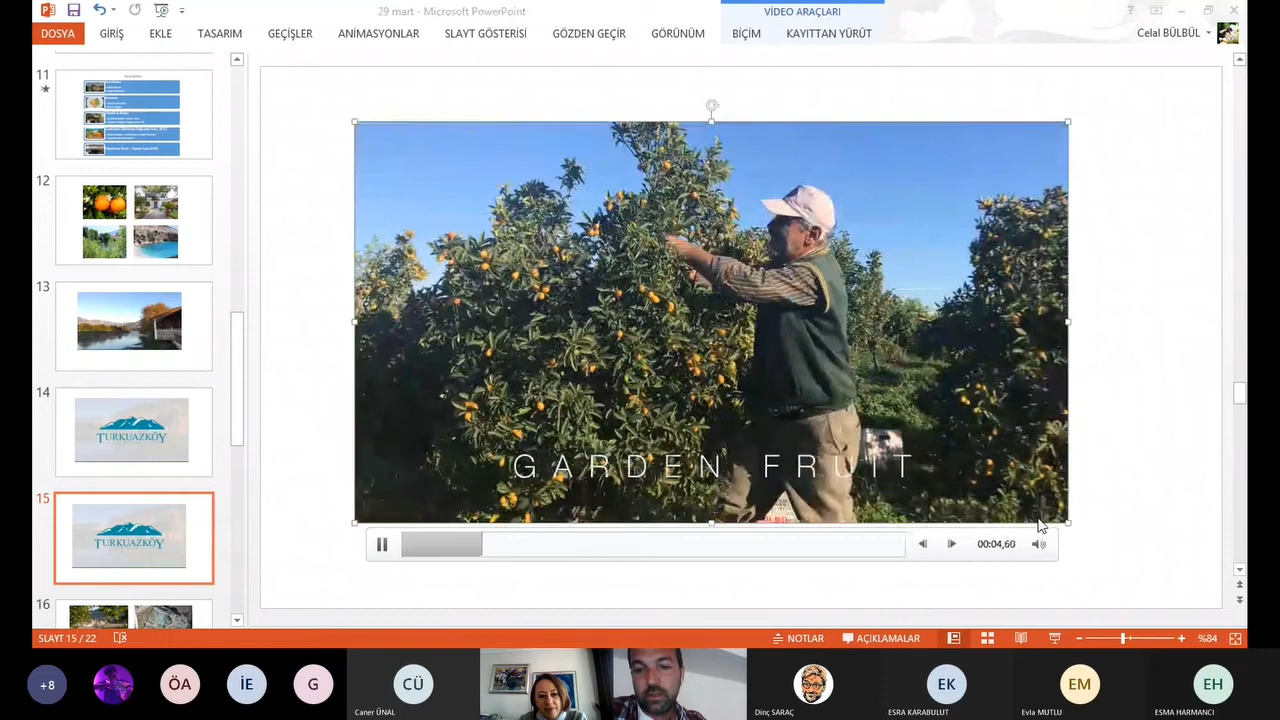 29 mart - Microsoft PowerPoint
VİDEO ARAÇLARI
DOSYA GİRİŞ EKLE TASARIM GEÇİŞLER ANİMASYONLAR SLAYT GÖSTERİSİ GÖZDEN GEÇİR GÖRÜNÜM BİÇİM KAYITTAN YÜRÜT Celal BÜLBÜL
11
12
13
14
TURKUAZKÖY
15
TURKUAZKÖY
16
GARDEN FRUIT
00:04,60
SLAYT 15 / 22 NOTLAR AÇIKLAMALAR %84
+8 ÖA İE G CÜ EK EM EH
Caner ÜNAL Dinç SARAÇ ESRA KARABULUT Evla MUTLU ESMA HARMANCI